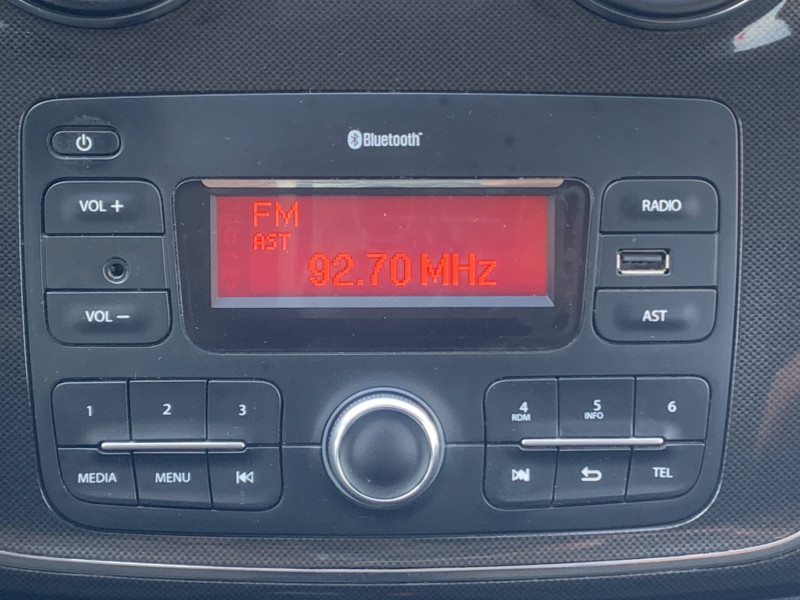 Bluetooth
VOL +
RADIO
FM
AST
92.70 MHz
VOL −
AST
1
2
3
4
RDM
5
INFO
6
MEDIA
MENU
TEL